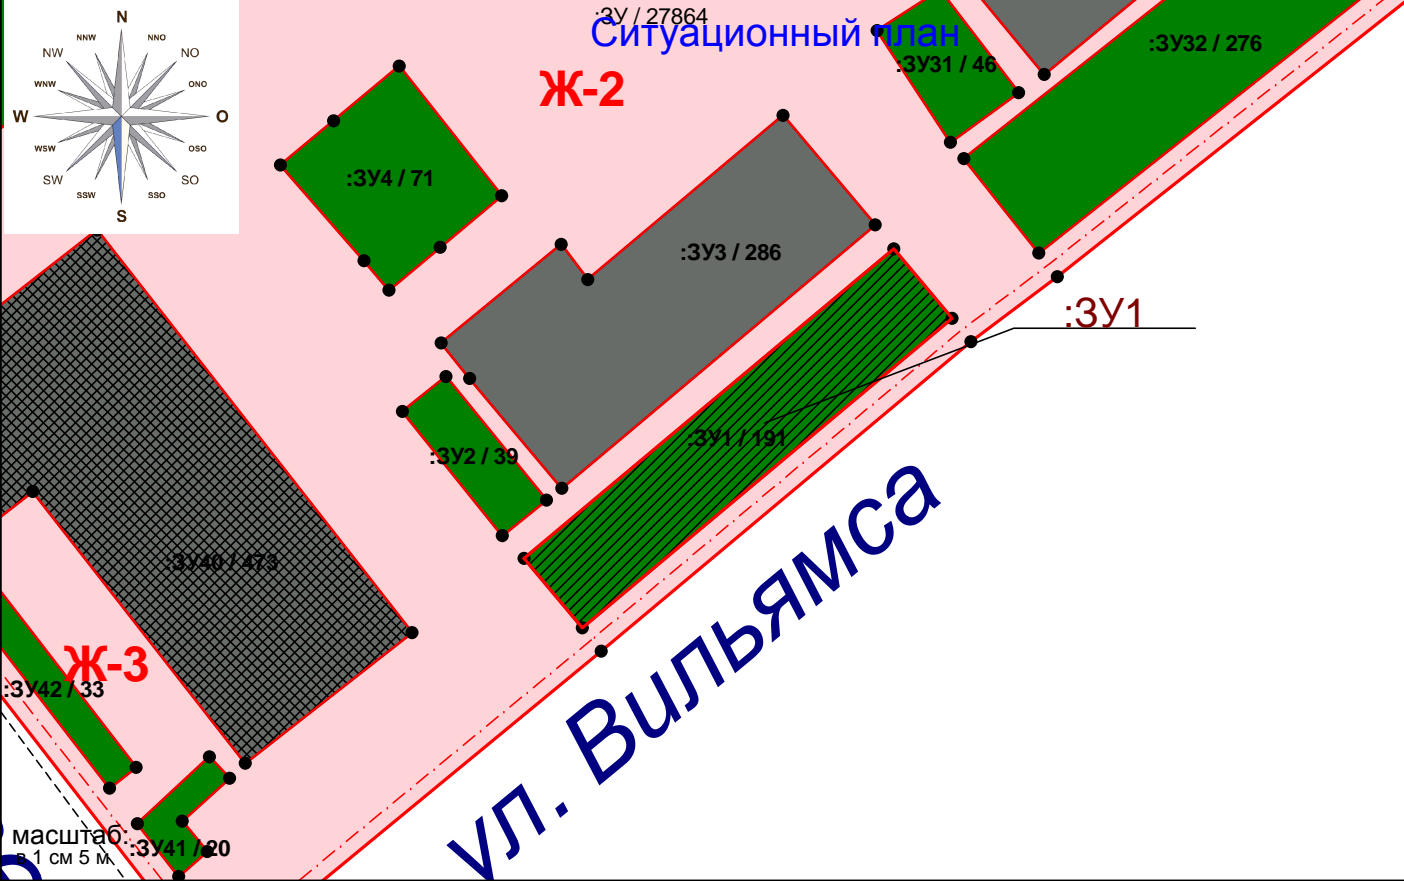 :ЗУ / 27864
Ситуационный план
N
NNW
NNO
NW
NO
WNW
ONO
W
O
WSW
OSO
SW
SO
SSW
SSO
S
Ж-2
:ЗУ31 / 46
:ЗУ32 / 276
:ЗУ4 / 71
:ЗУ3 / 286
:ЗУ1
:ЗУ1 / 191
:ЗУ2 / 39
:ЗУ40 / 473
Ж-3
:ЗУ42 / 33
ул. Вильямса
масштаб:
в 1 см 5 м
:ЗУ41 / 20